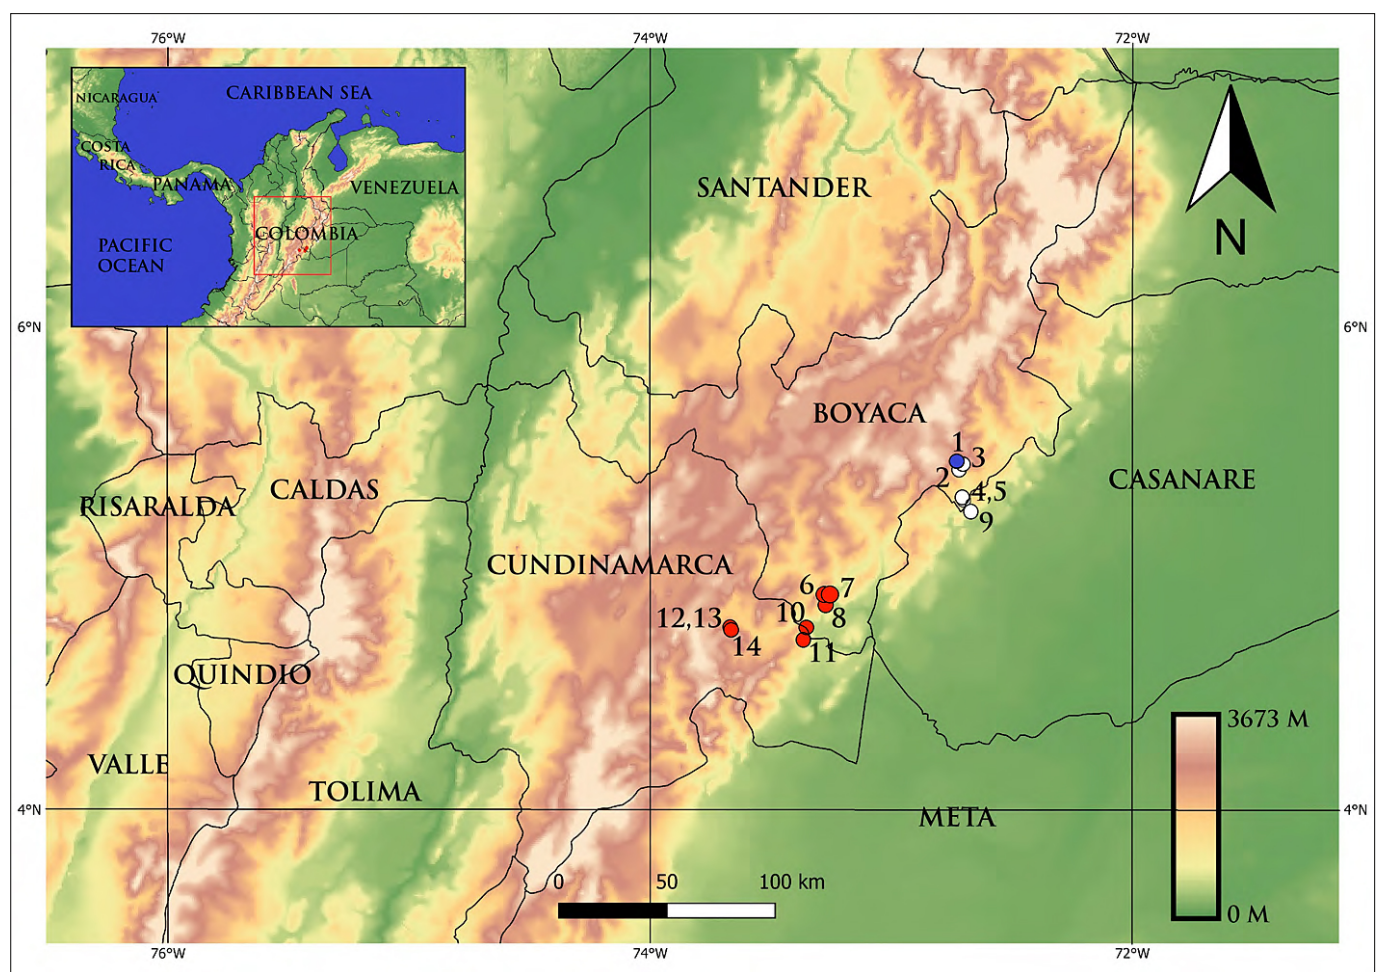 76°W
74°W
72°W
NICARAGUA
CARIBBEAN SEA
COSTA
RICA
PANAMA
VENEZUELA
COLOMBIA
PACIFIC
OCEAN
SANTANDER
N
6°N
6°N
BOYACA
1
3
2
4,5
9
CASANARE
RISARALDA
CALDAS
CUNDINAMARCA
6
7
8
10
11
12,13
14
QUINDIO
VALLE
TOLIMA
META
3673 M
0 M
4°N
4°N
0
50
100 km
76°W
74°W
72°W